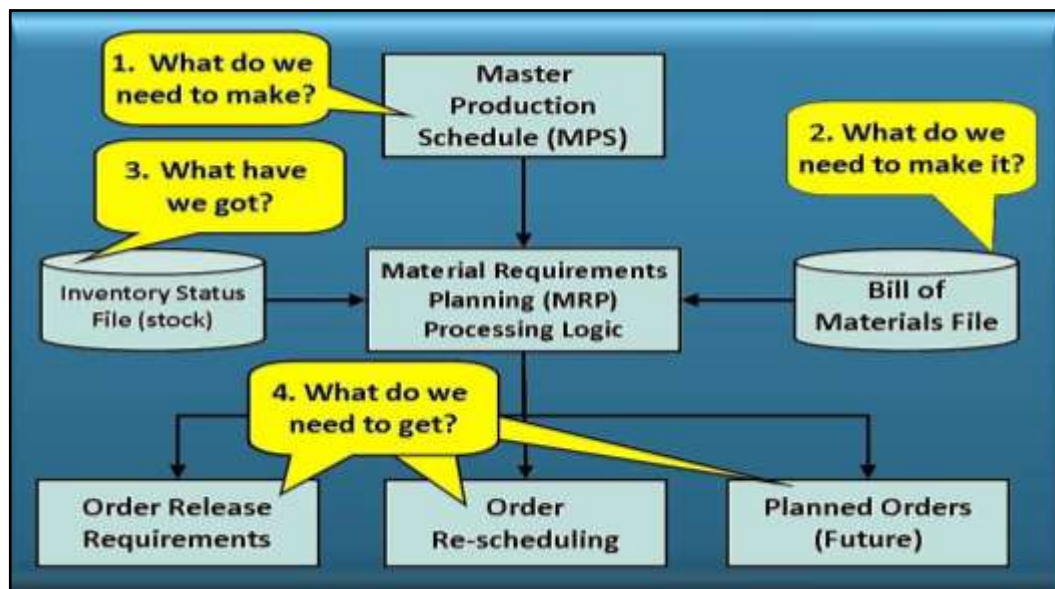 1. What do we
need to make?
Master
Production
Schedule (MPS)
2. What do we
need to make it?
3. What have
we got?
Inventory Status
File (stock)
Material Requirements
Planning (MRP)
Processing Logic
Bill of
Materials File
4. What do we
need to get?
Order Release
Requirements
Order
Re-scheduling
Planned Orders
(Future)